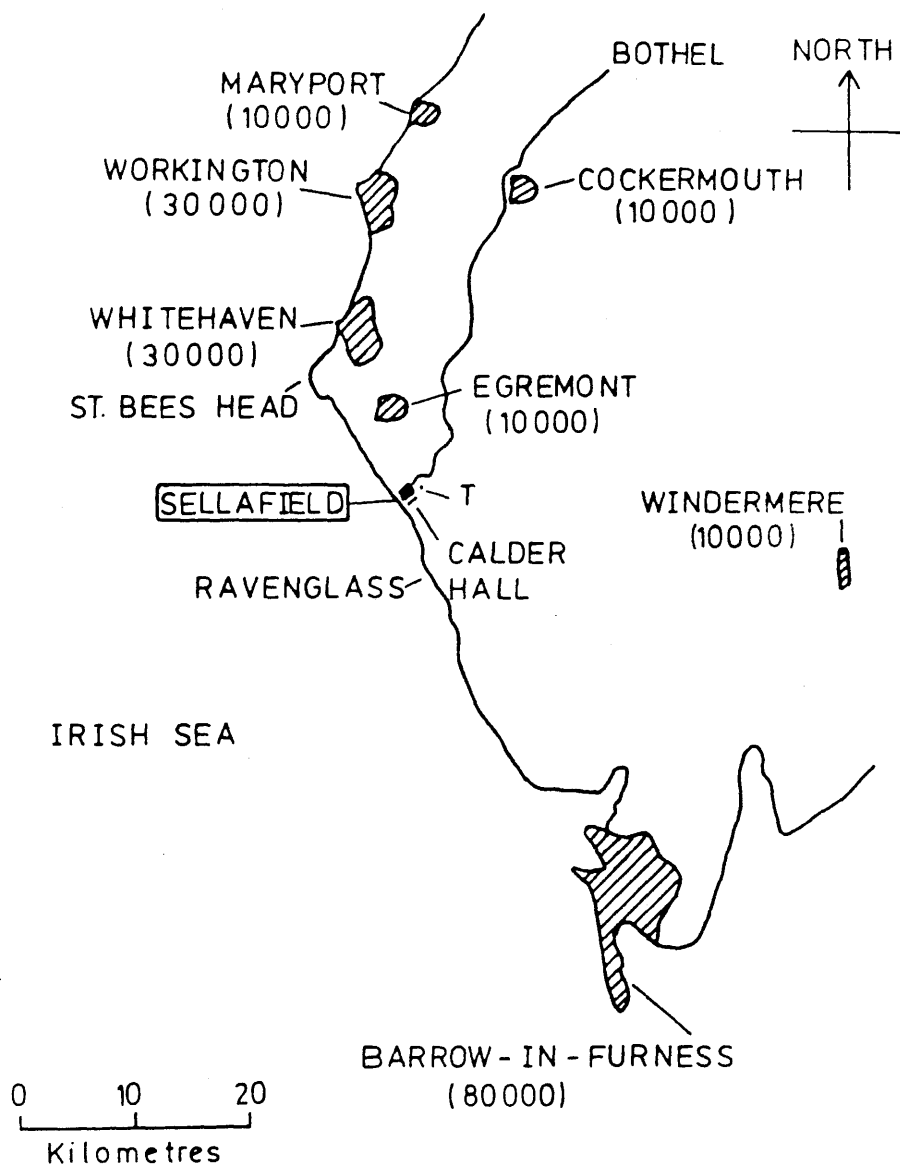 BOTHEL
NORTH
MARYPORT
(10000)
WORKINGTON
(30000)
COCKERMOUTH
(10000)
WHITEHAVEN
(30000)
ST. BEES HEAD
EGREMONT
(10000)
SELLAFIELD
T
WINDERMERE
(10000)
CALDER
HALL
RAVENGLASS
IRISH SEA
BARROW-IN-FURNESS
(80000)
0 10 20
Kilometres